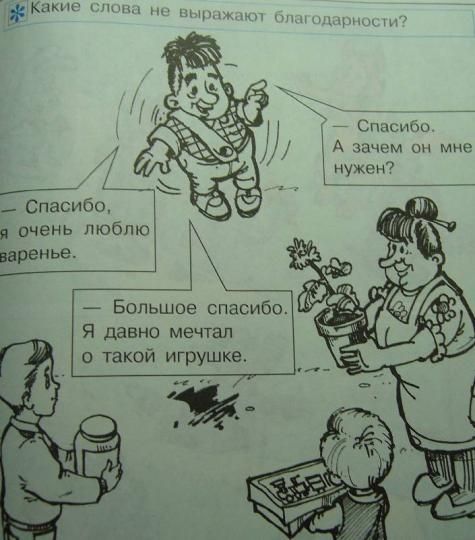 Какие слова не выражают благодарности?
— Спасибо.
А зачем он мне
нужен?
— Спасибо,
я очень люблю
варенье.
— Большое спасибо.
Я давно мечтал
о такой игрушке.